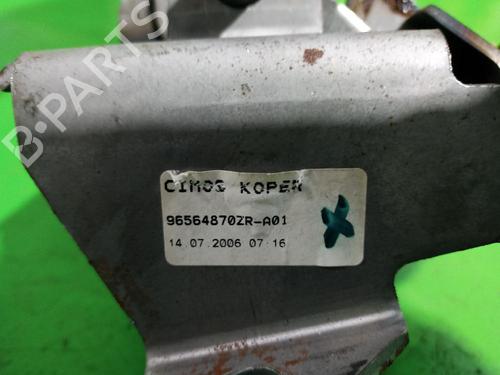 B-PARTS
CIMOS KOPER
96564870ZR-A01
14.07.2006 07:16
X